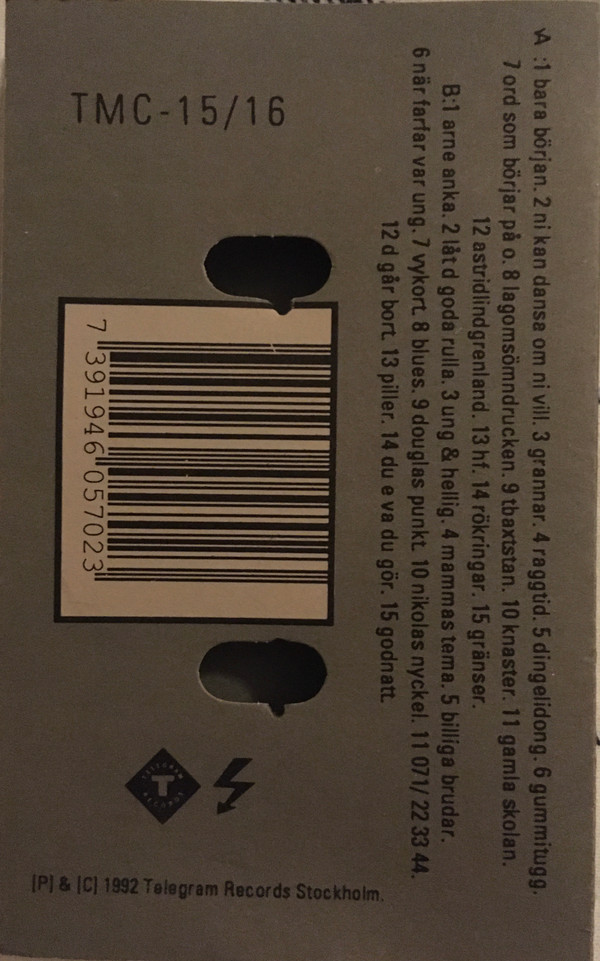 A:1 bara början. 2 ni kan dansa om ni vill. 3 grannar. 4 raggtid. 5 dingelidong. 6 gummitugg.
7 ord som börjar på o. 8 lagomsömndrucken. 9 tbaxtstan. 10 knaster. 11 gamla skolan.
12 astridlindgrenland. 13 hf. 14 rökringar. 15 gränser.
B:1 arne anka. 2 låt d goda rulla. 3 ung & hellig. 4 mammas tema. 5 billiga brudar.
6 när farfar var ung. 7 vykort. 8 blues. 9 douglas punkt. 10 nikolas nyckel. 11 071/ 22 33 44.
12 d går bort. 13 piller. 14 du e va du gör. 15 godnatt.
TMC-15/16
7 391946 057023
TELEGRAM
T
RECORDS
[P] & [C] 1992 Telegram Records Stockholm.